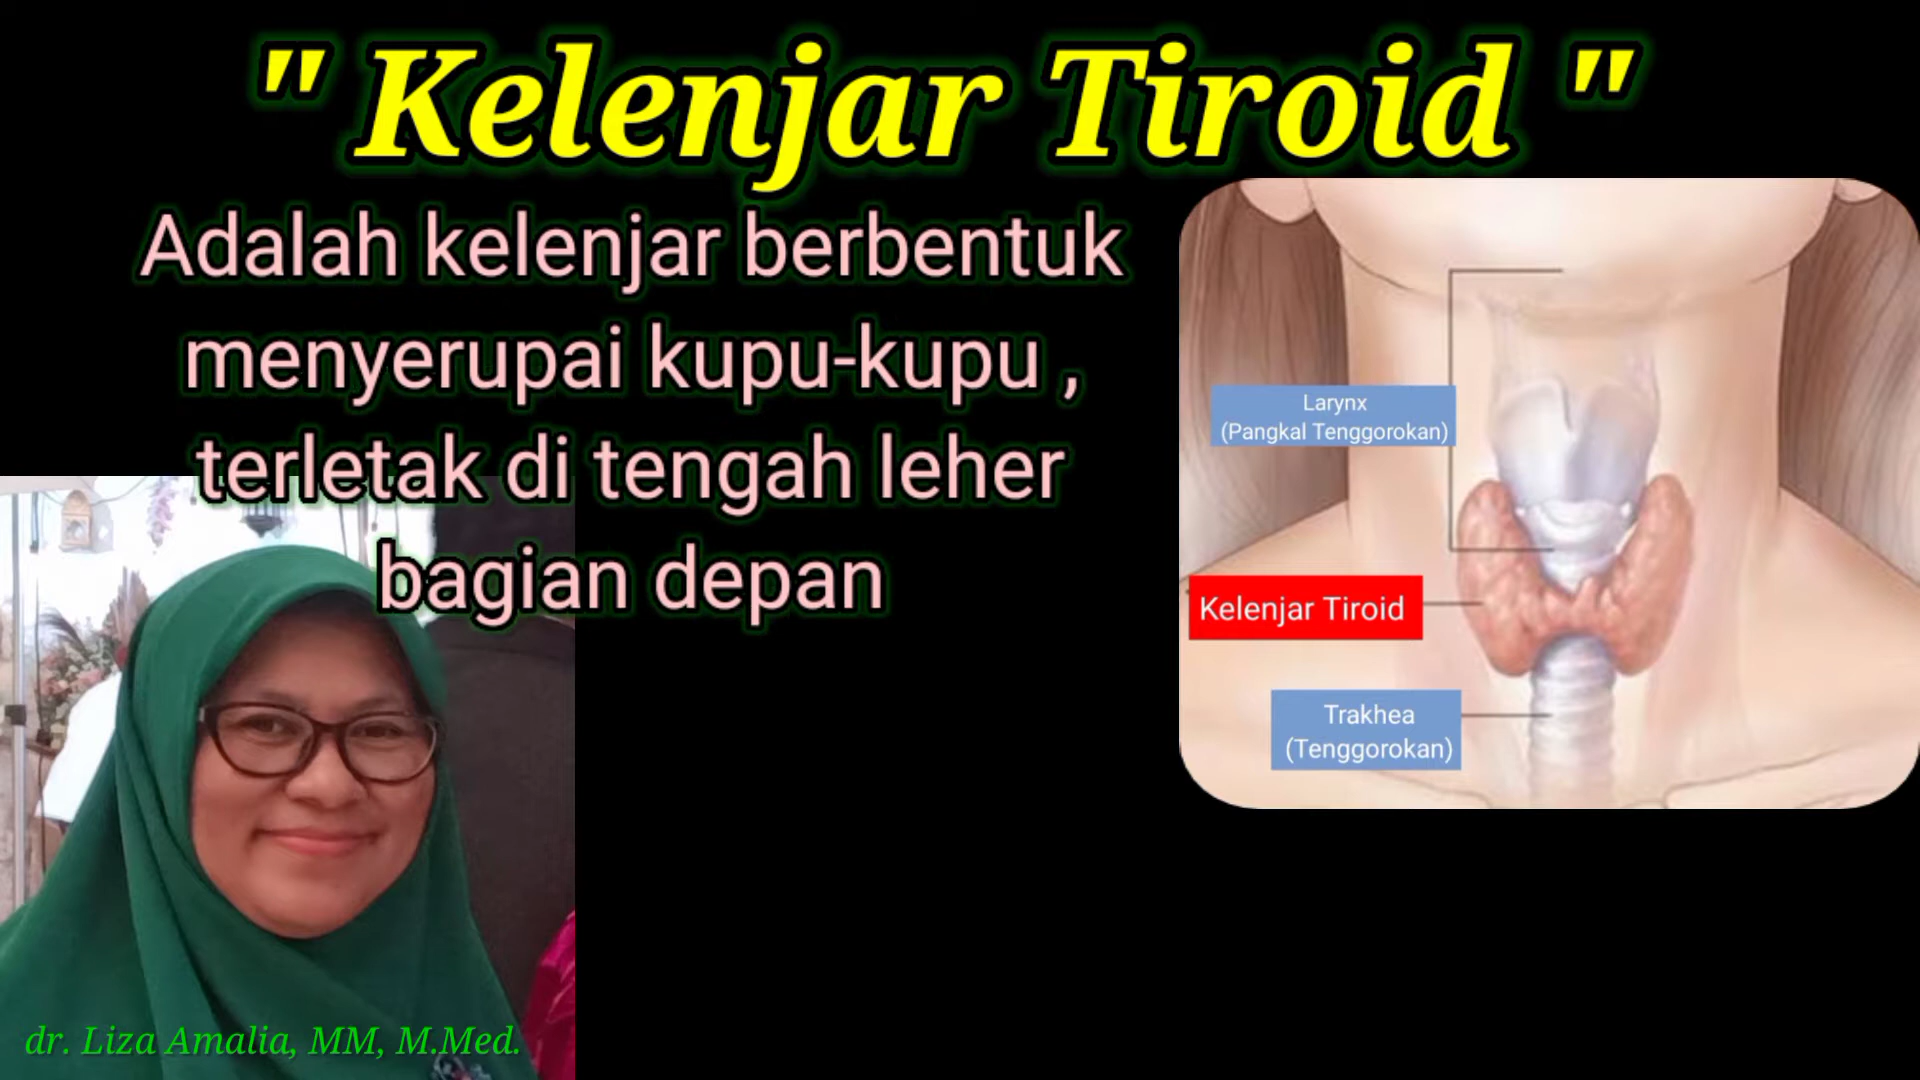 " Kelenjar Tiroid "
Adalah kelenjar berbentuk
menyerupai kupu-kupu ,
terletak di tengah leher
bagian depan
Larynx
(Pangkal Tenggorokan)
Kelenjar Tiroid
Trakhea
(Tenggorokan)
dr. Liza Amalia, MM, M.Med.